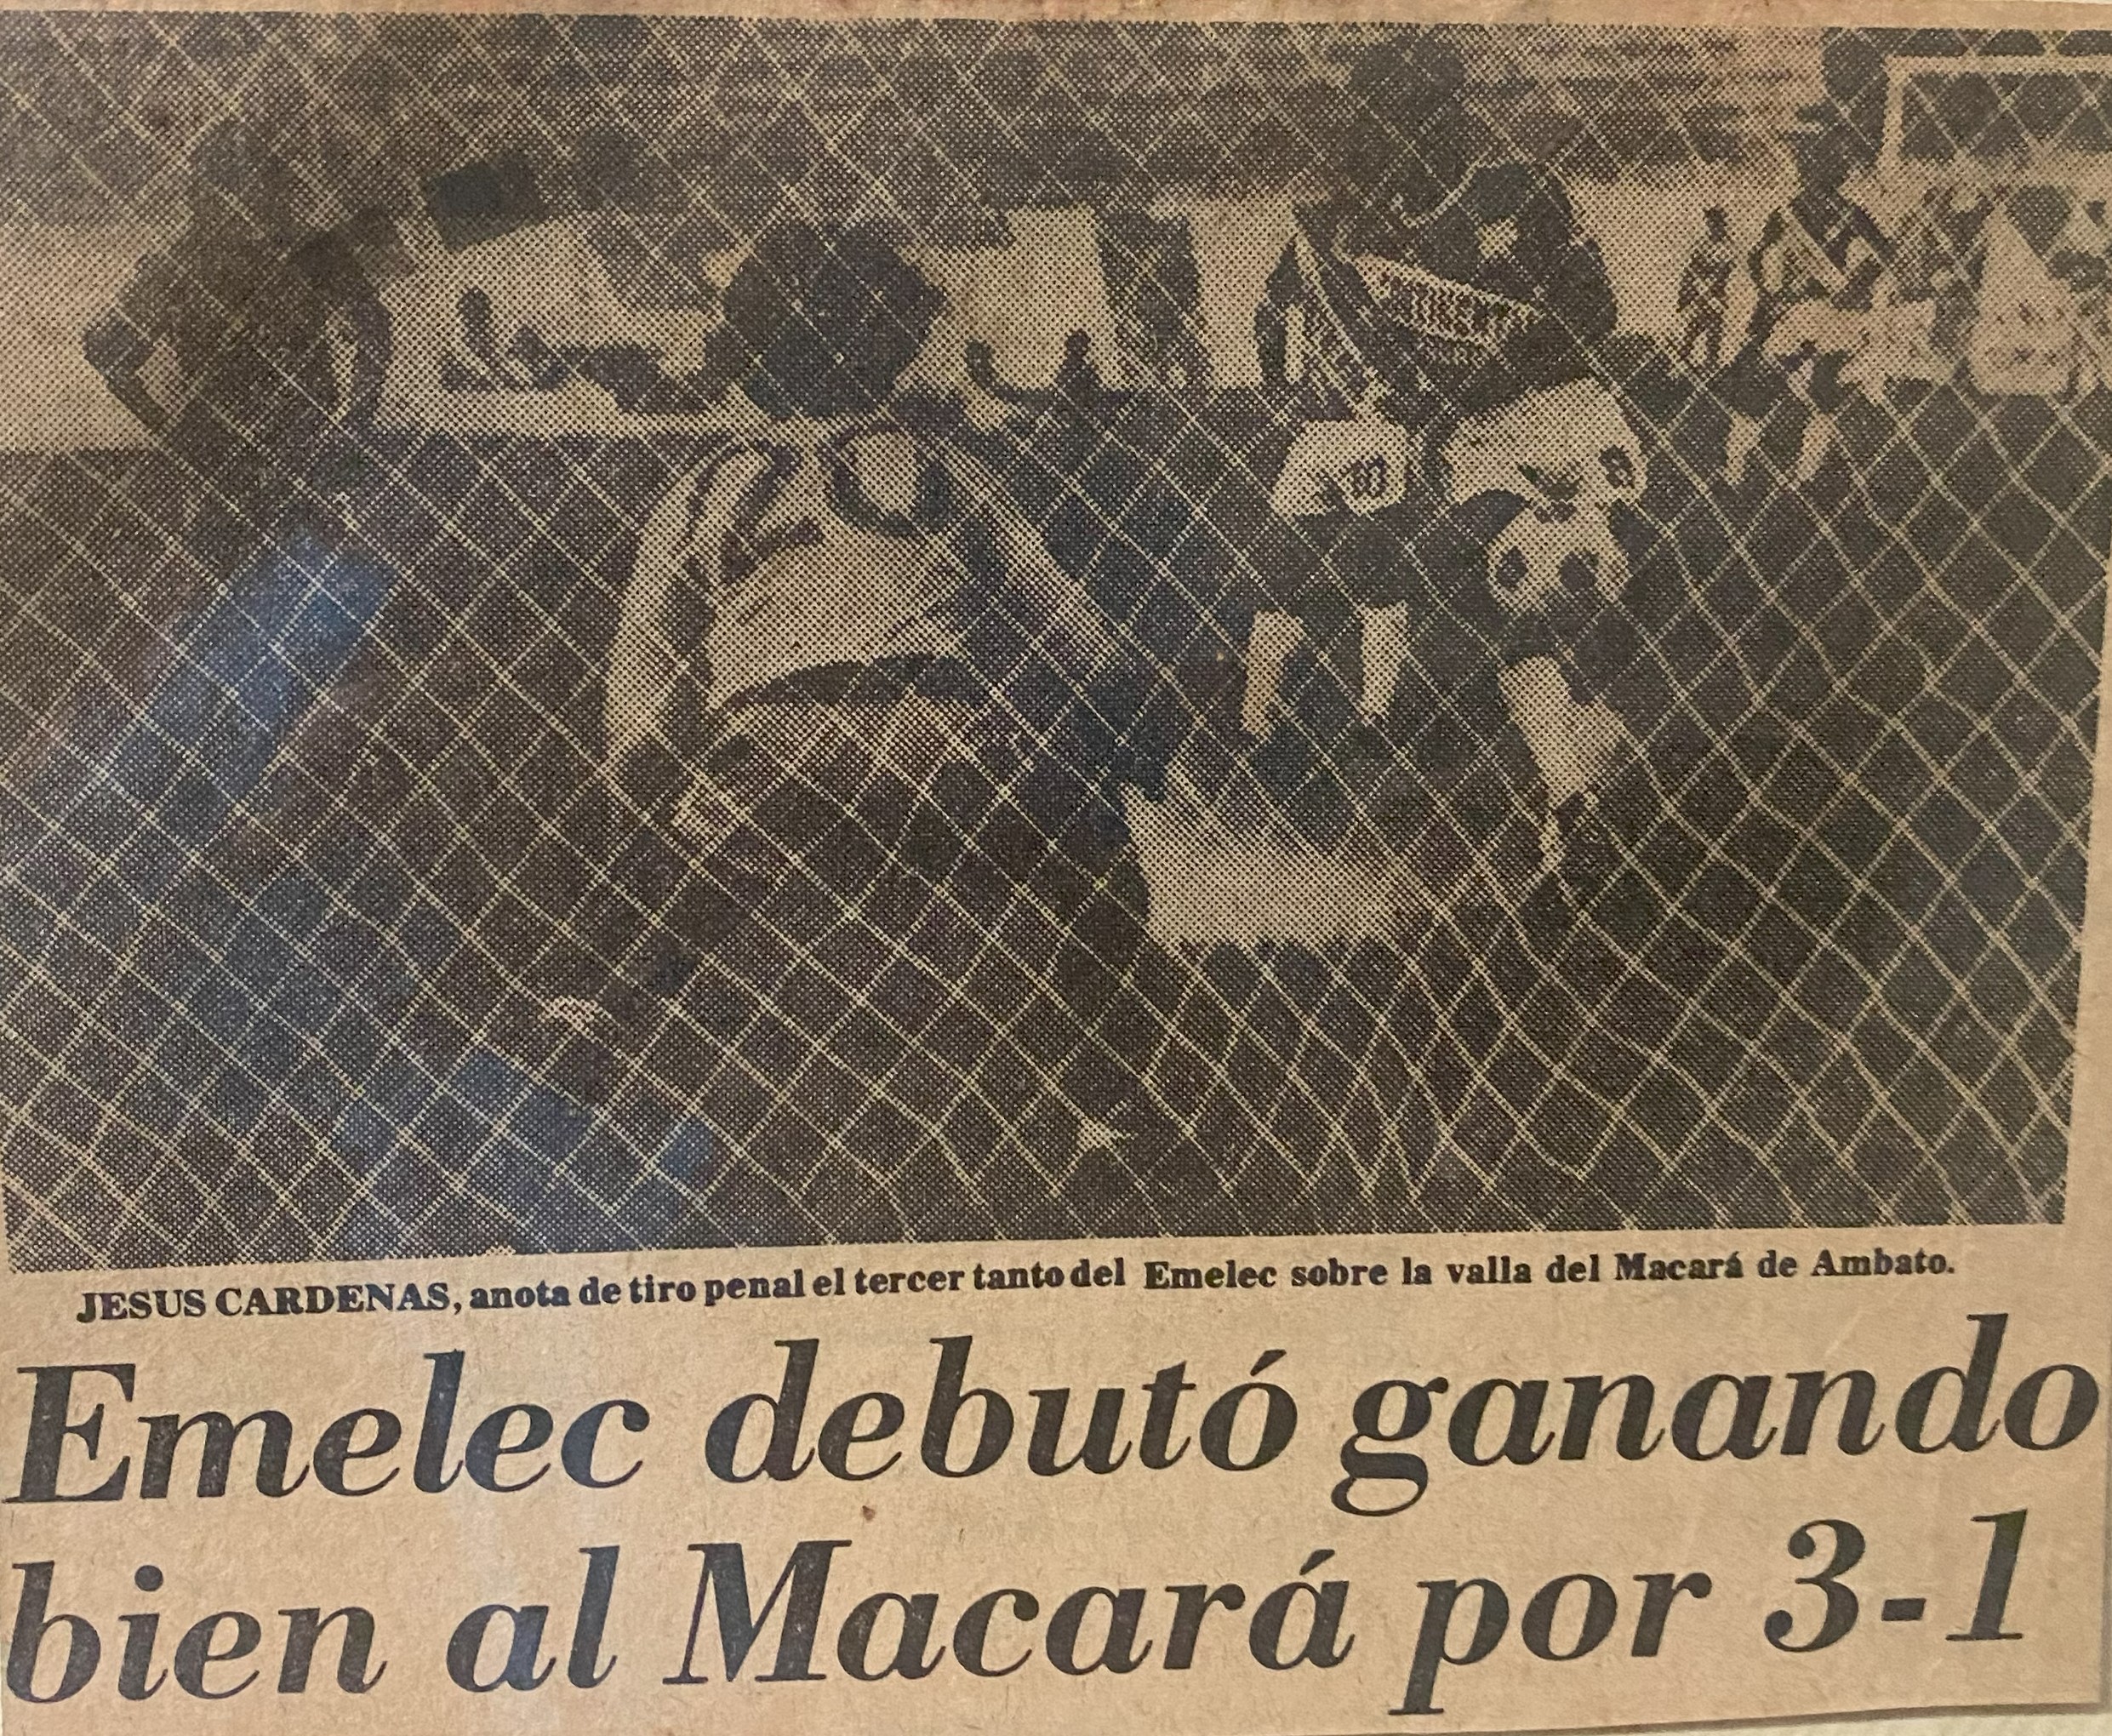 JESUS CARDENAS, anota de tiro penal el tercer tanto del Emelec sobre la valla del Macará de Ambato.
Emelec debutó ganando
bien al Macará por 3-1